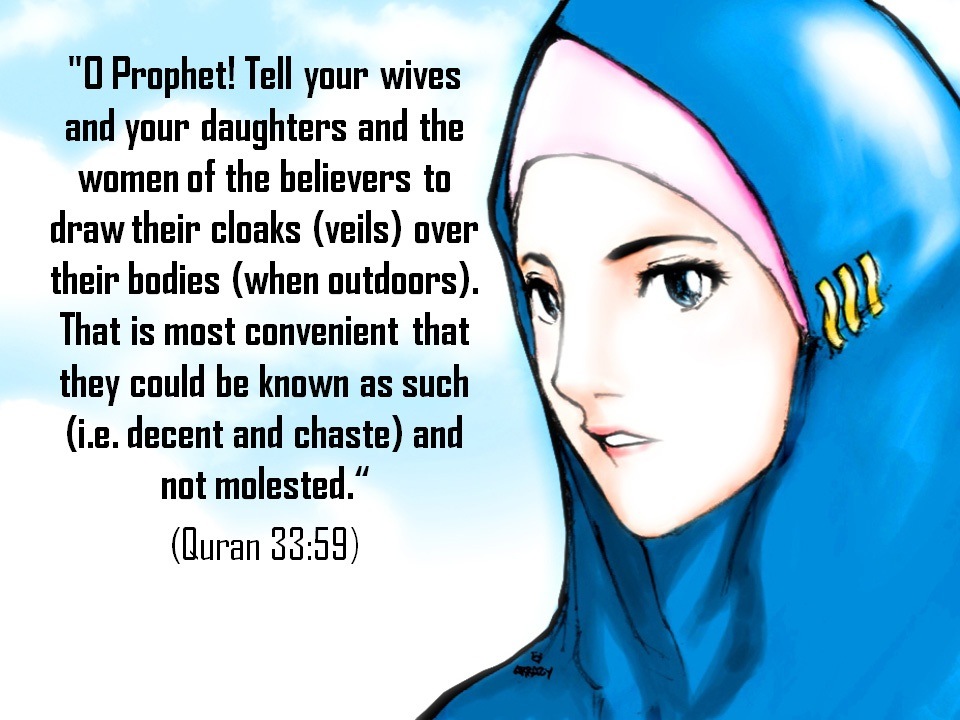 "O Prophet! Tell your wives
and your daughters and the
women of the believers to
draw their cloaks (veils) over
their bodies (when outdoors).
That is most convenient that
they could be known as such
(i.e. decent and chaste) and
not molested.“
(Quran 33:59)